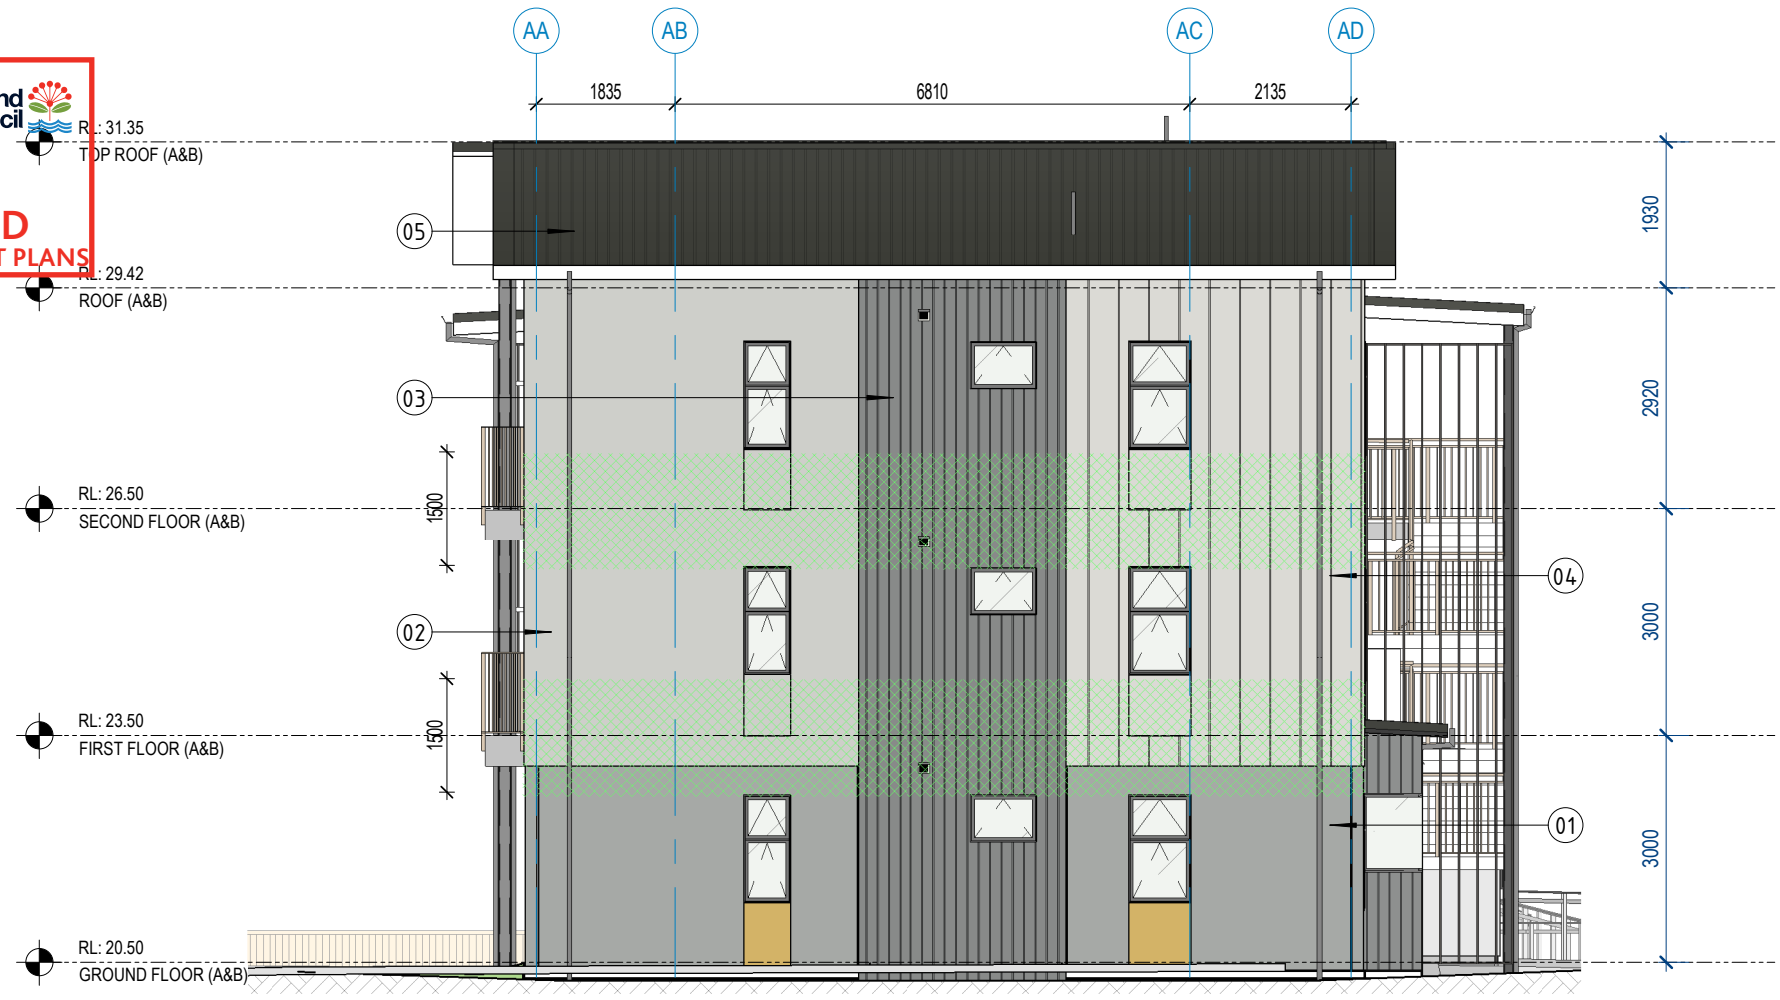 AA
AB
AC
AD
1835
6810
2135
nd
cil
RL: 31.35
TOP ROOF (A&B)
D
T PLANS
RL: 29.42
ROOF (A&B)
RL: 26.50
SECOND FLOOR (A&B)
RL: 23.50
FIRST FLOOR (A&B)
RL: 20.50
GROUND FLOOR (A&B)
05
03
02
04
01
1500
1500
1930
2920
3000
3000